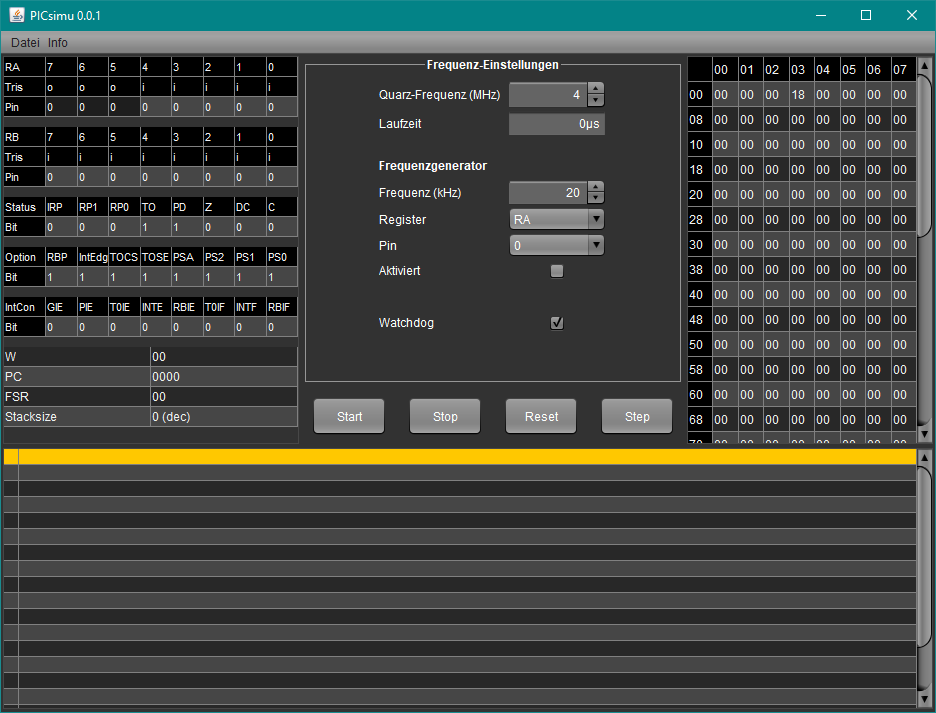 PICsimu 0.0.1
Datei Info
RA 7 6 5 4 3 2 1 0
Tris o o o i i i i i
Pin 0 0 0 0 0 0 0 0
RB 7 6 5 4 3 2 1 0
Tris i i i i i i i i
Pin 0 0 0 0 0 0 0 0
Status IRP RP1 RP0 TO PD Z DC C
Bit 0 0 0 1 1 0 0 0
Option RBP IntEdg TOCS TOSE PSA PS2 PS1 PS0
Bit 1 1 1 1 1 1 1 1
IntCon GIE PIE T0IE INTE RBIE T0IF INTF RBIF
Bit 0 0 0 0 0 0 0 0
W 00
PC 0000
FSR 00
Stacksize 0 (dec)
Frequenz-Einstellungen
Quarz-Frequenz (MHz) 4
Laufzeit 0µs
Frequenzgenerator
Frequenz (kHz) 20
Register RA
Pin 0
Aktiviert
Watchdog
Start Stop Reset Step
00 01 02 03 04 05 06 07
00 00 00 00 18 00 00 00 00
08 00 00 00 00 00 00 00 00
10 00 00 00 00 00 00 00 00
18 00 00 00 00 00 00 00 00
20 00 00 00 00 00 00 00 00
28 00 00 00 00 00 00 00 00
30 00 00 00 00 00 00 00 00
38 00 00 00 00 00 00 00 00
40 00 00 00 00 00 00 00 00
48 00 00 00 00 00 00 00 00
50 00 00 00 00 00 00 00 00
58 00 00 00 00 00 00 00 00
60 00 00 00 00 00 00 00 00
68 00 00 00 00 00 00 00 00
70 00 00 00 00 00 00 00 00